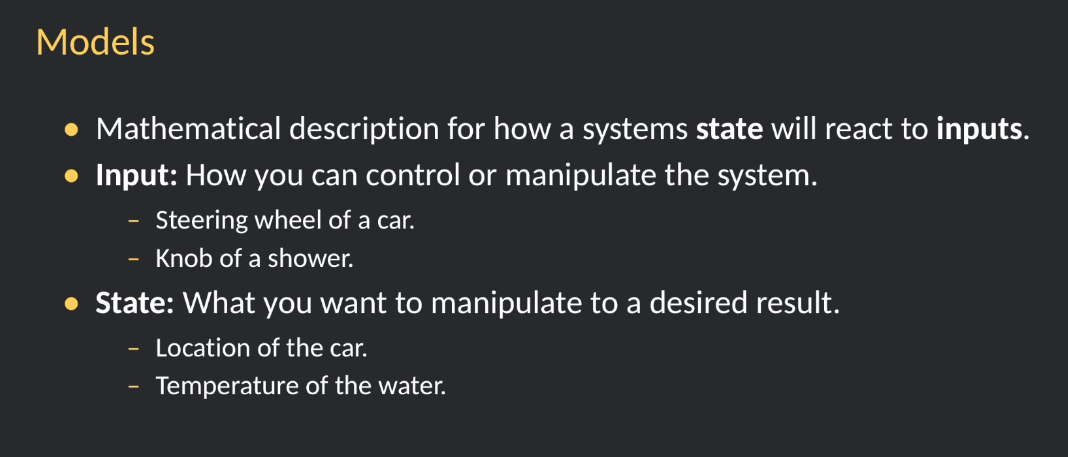 Models
● Mathematical description for how a systems state will react to inputs.
● Input: How you can control or manipulate the system.
– Steering wheel of a car.
– Knob of a shower.
● State: What you want to manipulate to a desired result.
– Location of the car.
– Temperature of the water.